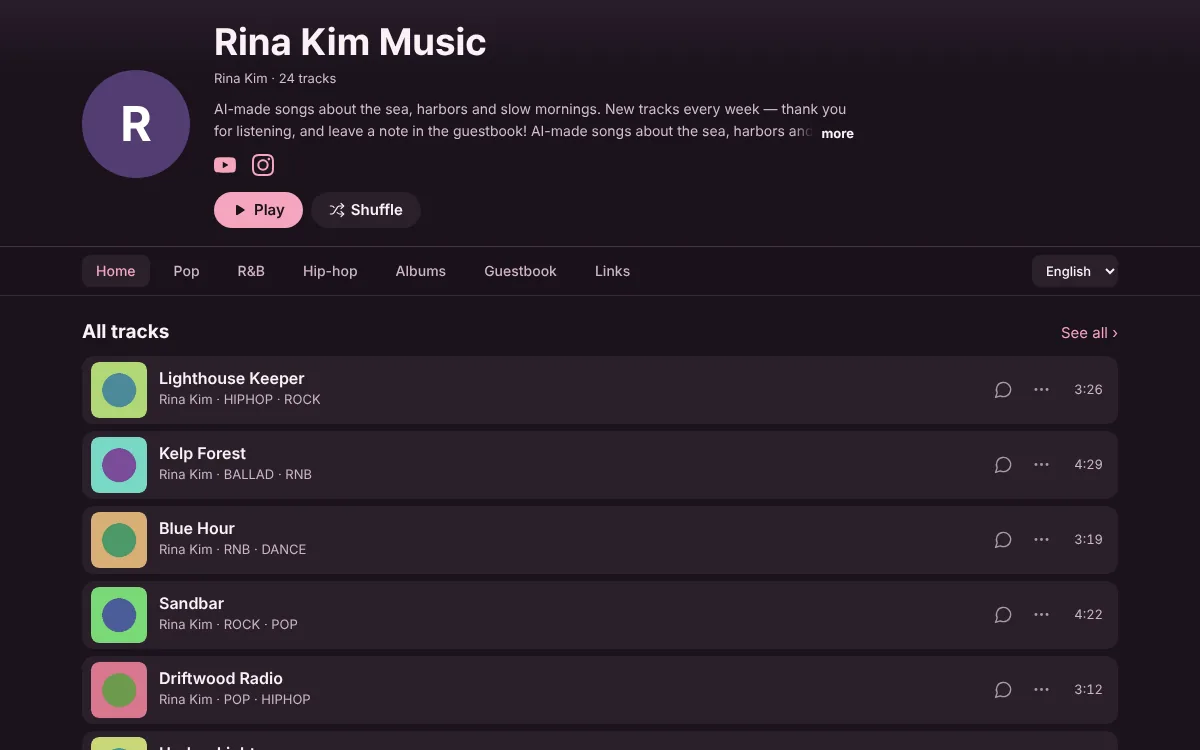 Rina Kim Music
Rina Kim · 24 tracks
R
AI-made songs about the sea, harbors and slow mornings. New tracks every week — thank you
for listening, and leave a note in the guestbook! AI-made songs about the sea, harbors and more
Play Shuffle
Home Pop R&B Hip-hop Albums Guestbook Links English
All tracks See all ›
Lighthouse Keeper
Rina Kim · HIPHOP · ROCK
3:26
Kelp Forest
Rina Kim · BALLAD · RNB
4:29
Blue Hour
Rina Kim · RNB · DANCE
3:19
Sandbar
Rina Kim · ROCK · POP
4:22
Driftwood Radio
Rina Kim · POP · HIPHOP
3:12